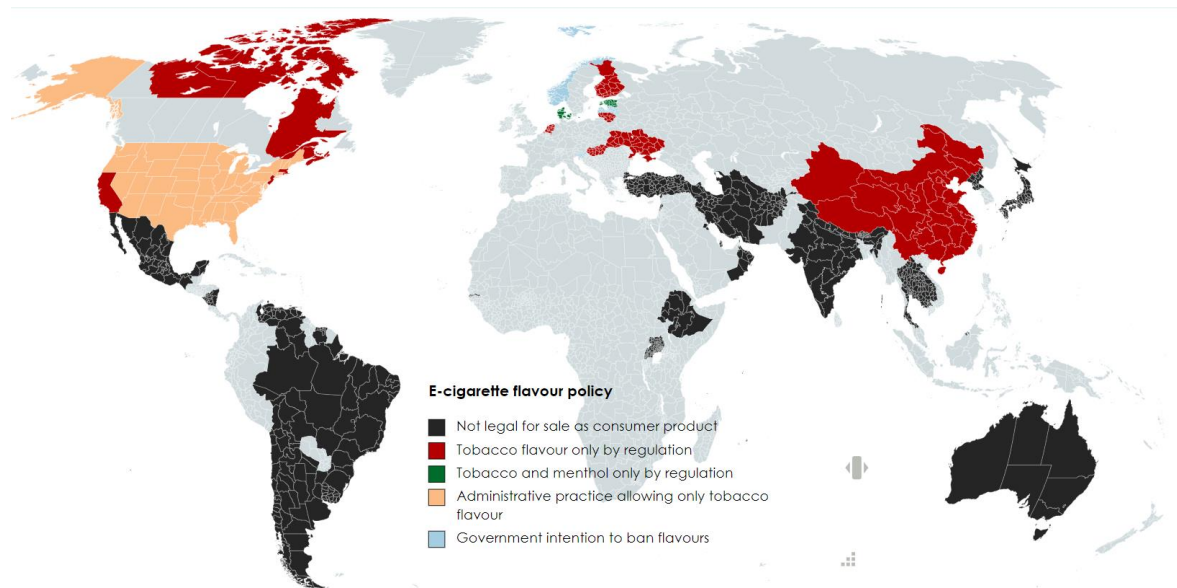 E-cigarette flavour policy
Not legal for sale as consumer product
Tobacco flavour only by regulation
Tobacco and menthol only by regulation
Administrative practice allowing only tobacco
flavour
Government intention to ban flavours